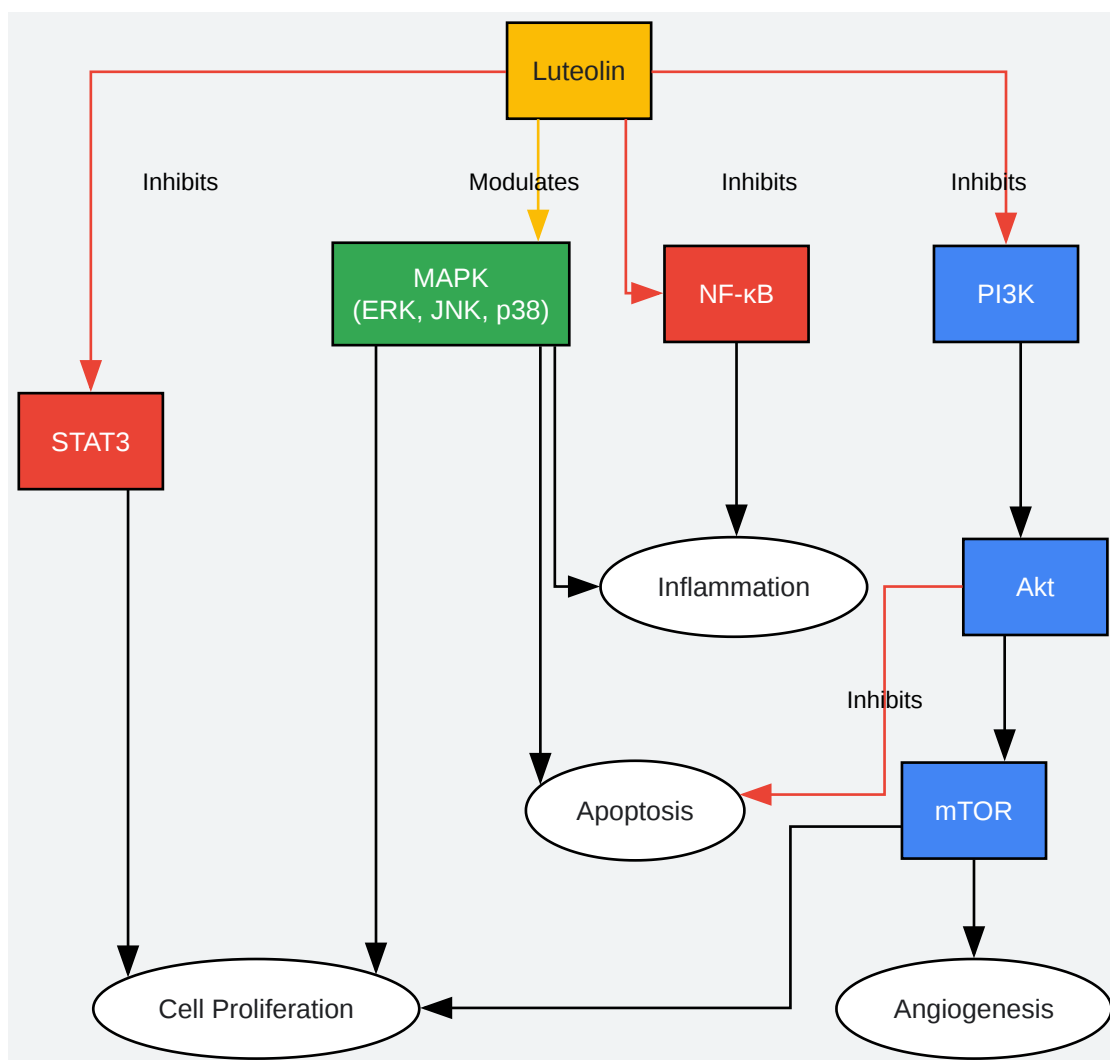 Luteolin
Inhibits
Modulates
Inhibits
Inhibits
MAPK
(ERK, JNK, p38)
NF-κB
PI3K
STAT3
Inflammation
Akt
Inhibits
Apoptosis
mTOR
Cell Proliferation
Angiogenesis